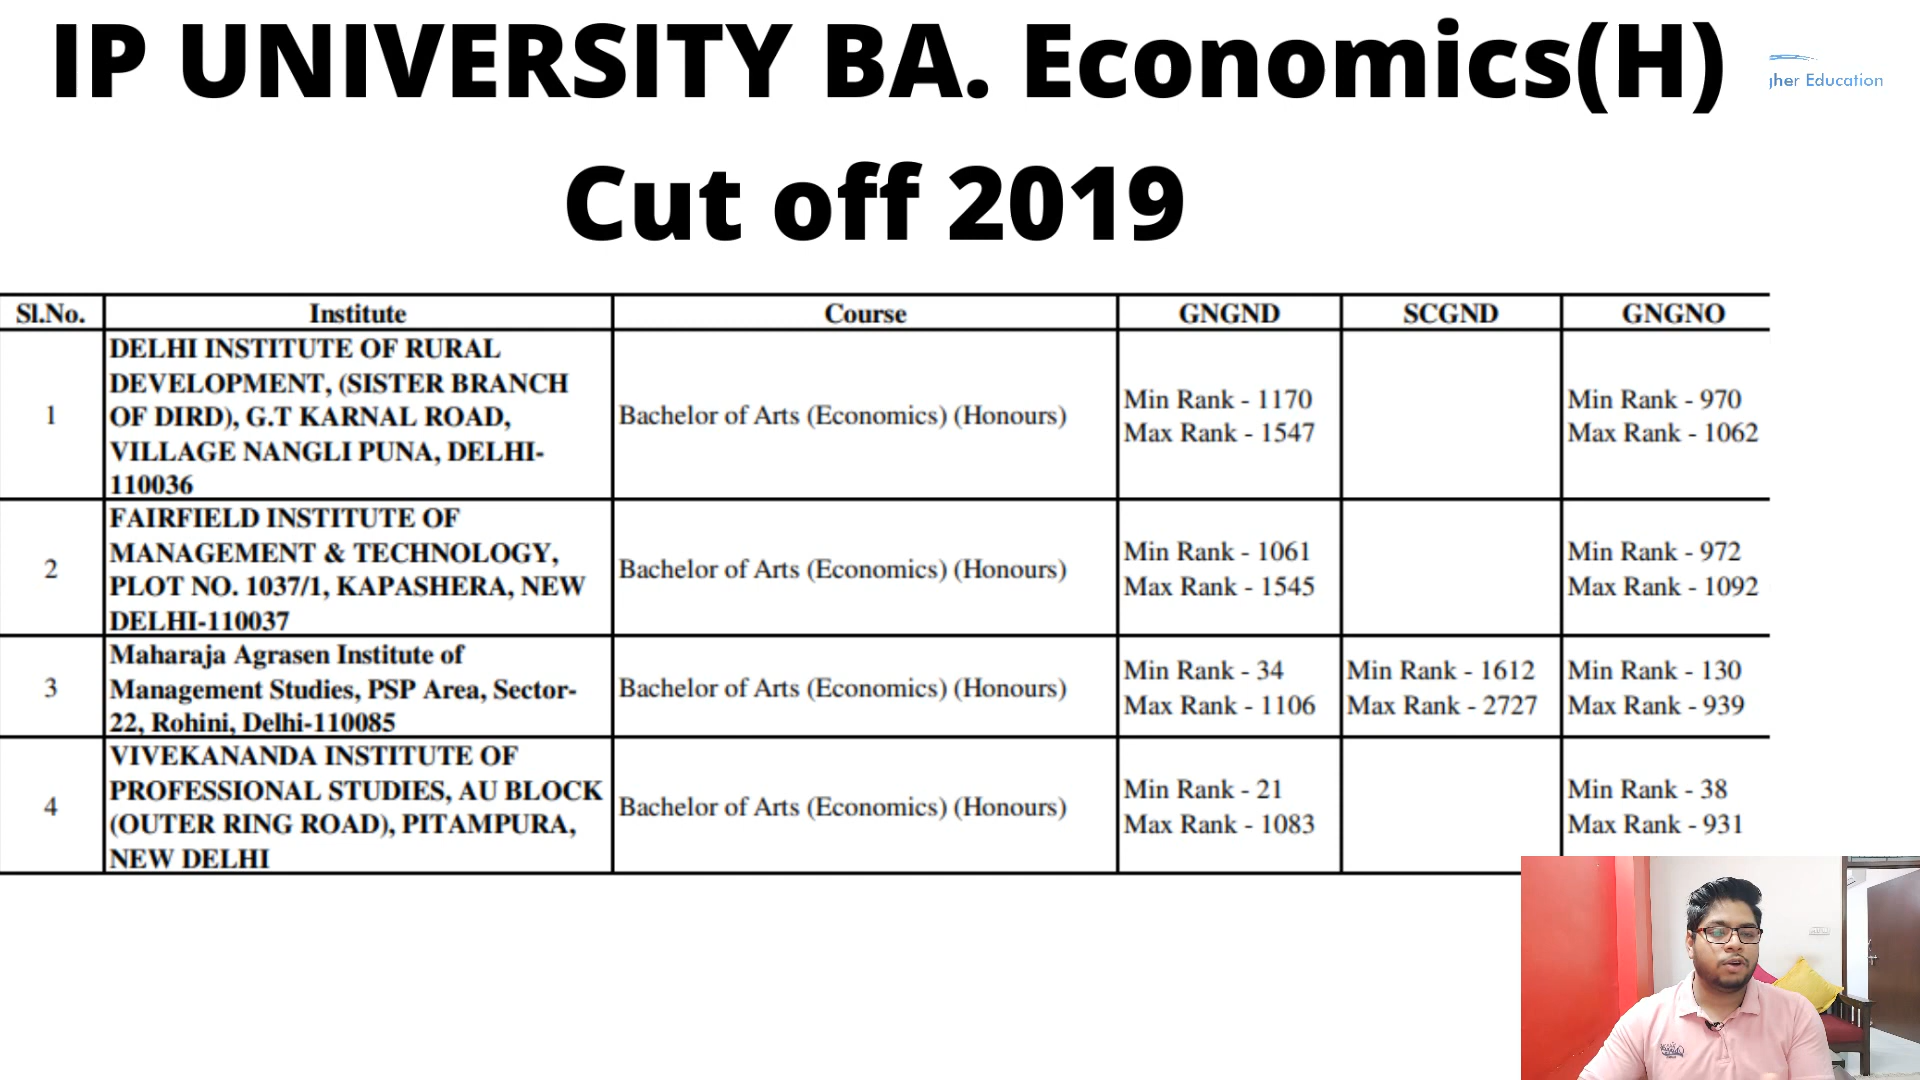 IP UNIVERSITY BA. Economics(H)
gher Education
Cut off 2019
Sl.No. Institute Course GNGND SCGND GNGNO
1
DELHI INSTITUTE OF RURAL
DEVELOPMENT, (SISTER BRANCH
OF DIRD), G.T KARNAL ROAD,
VILLAGE NANGLI PUNA, DELHI-
110036
Bachelor of Arts (Economics) (Honours)
Min Rank - 1170
Max Rank - 1547
Min Rank - 970
Max Rank - 1062
2
FAIRFIELD INSTITUTE OF
MANAGEMENT & TECHNOLOGY,
PLOT NO. 1037/1, KAPASHERA, NEW
DELHI-110037
Bachelor of Arts (Economics) (Honours)
Min Rank - 1061
Max Rank - 1545
Min Rank - 972
Max Rank - 1092
3
Maharaja Agrasen Institute of
Management Studies, PSP Area, Sector-
22, Rohini, Delhi-110085
Bachelor of Arts (Economics) (Honours)
Min Rank - 34
Max Rank - 1106
Min Rank - 1612
Max Rank - 2727
Min Rank - 130
Max Rank - 939
4
VIVEKANANDA INSTITUTE OF
PROFESSIONAL STUDIES, AU BLOCK
(OUTER RING ROAD), PITAMPURA,
NEW DELHI
Bachelor of Arts (Economics) (Honours)
Min Rank - 21
Max Rank - 1083
Min Rank - 38
Max Rank - 931